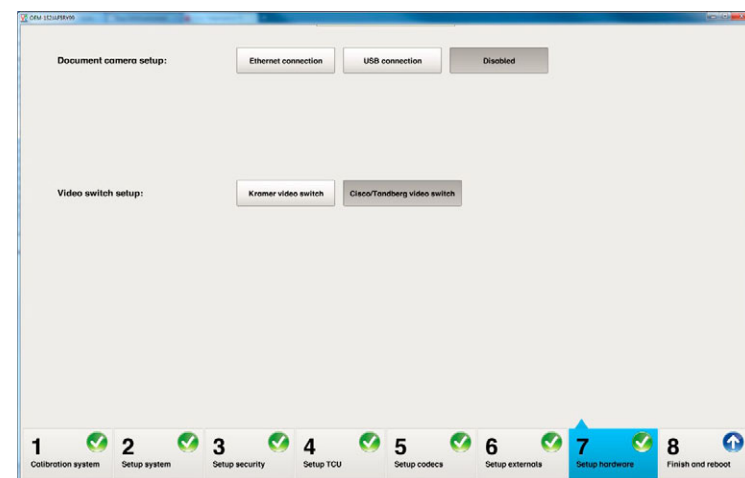 Document camera setup:
Ethernet connection
USB connection
Disabled
Video switch setup:
Kramer video switch
Cisco/Tandberg video switch
1
Calibration system
2
Setup system
3
Setup security
4
Setup TCU
5
Setup codecs
6
Setup externals
7
Setup hardware
8
Finish and reboot